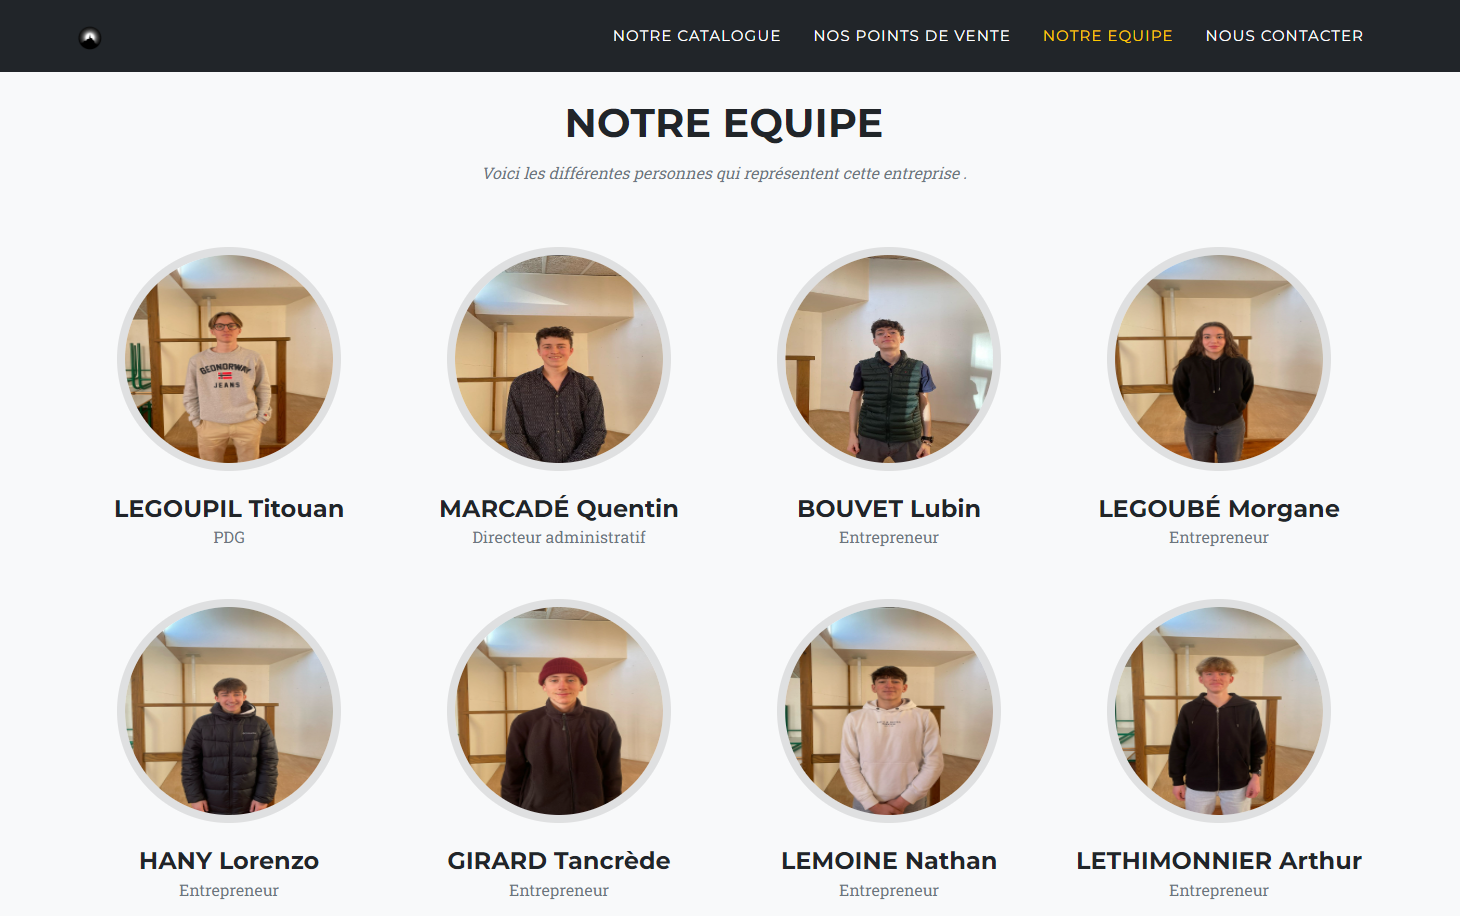 NOTRE CATALOGUE NOS POINTS DE VENTE NOTRE EQUIPE NOUS CONTACTER
NOTRE EQUIPE
Voici les différentes personnes qui représentent cette entreprise .
GEONORWAY
JEANS
LEGOUPIL Titouan
PDG
MARCADÉ Quentin
Directeur administratif
BOUVET Lubin
Entrepreneur
LEGOUBÉ Morgane
Entrepreneur
HANY Lorenzo
Entrepreneur
GIRARD Tancrède
Entrepreneur
LEMOINE Nathan
Entrepreneur
LETHIMONNIER Arthur
Entrepreneur